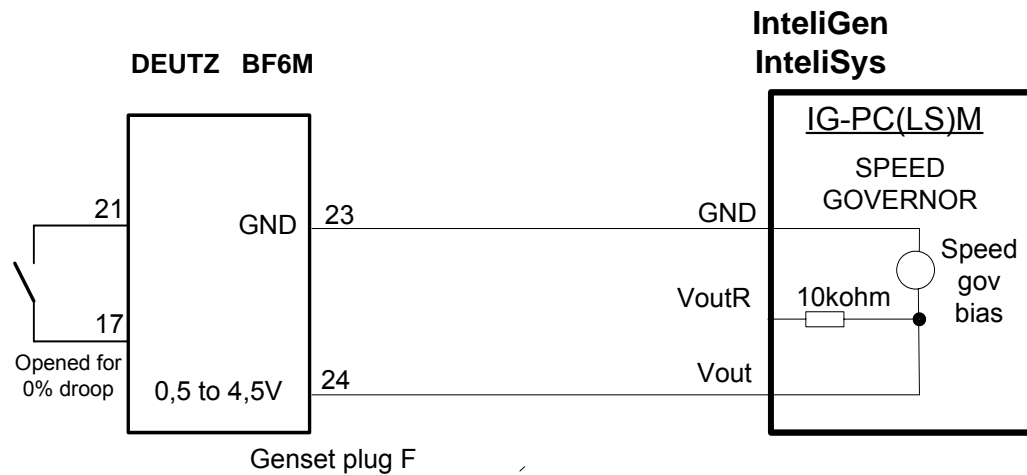 InteliGen
InteliSys
DEUTZ BF6M
IG-PC(LS)M
SPEED
GOVERNOR
21
GND
23
GND
Speed
gov
bias
VoutR
10kohm
17
Opened for
0% droop
0,5 to 4,5V
24
Vout
Genset plug F